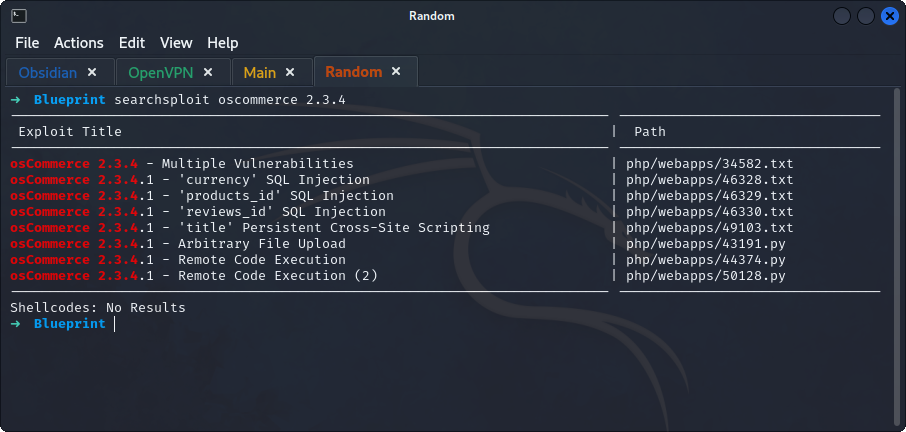 Random
File Actions Edit View Help
Obsidian × OpenVPN × Main × Random ×
➜ Blueprint searchsploit oscommerce 2.3.4
Exploit Title | Path
osCommerce 2.3.4 - Multiple Vulnerabilities | php/webapps/34582.txt
osCommerce 2.3.4.1 - 'currency' SQL Injection | php/webapps/46328.txt
osCommerce 2.3.4.1 - 'products_id' SQL Injection | php/webapps/46329.txt
osCommerce 2.3.4.1 - 'reviews_id' SQL Injection | php/webapps/46330.txt
osCommerce 2.3.4.1 - 'title' Persistent Cross-Site Scripting | php/webapps/49103.txt
osCommerce 2.3.4.1 - Arbitrary File Upload | php/webapps/43191.py
osCommerce 2.3.4.1 - Remote Code Execution | php/webapps/44374.py
osCommerce 2.3.4.1 - Remote Code Execution (2) | php/webapps/50128.py
Shellcodes: No Results
➜ Blueprint